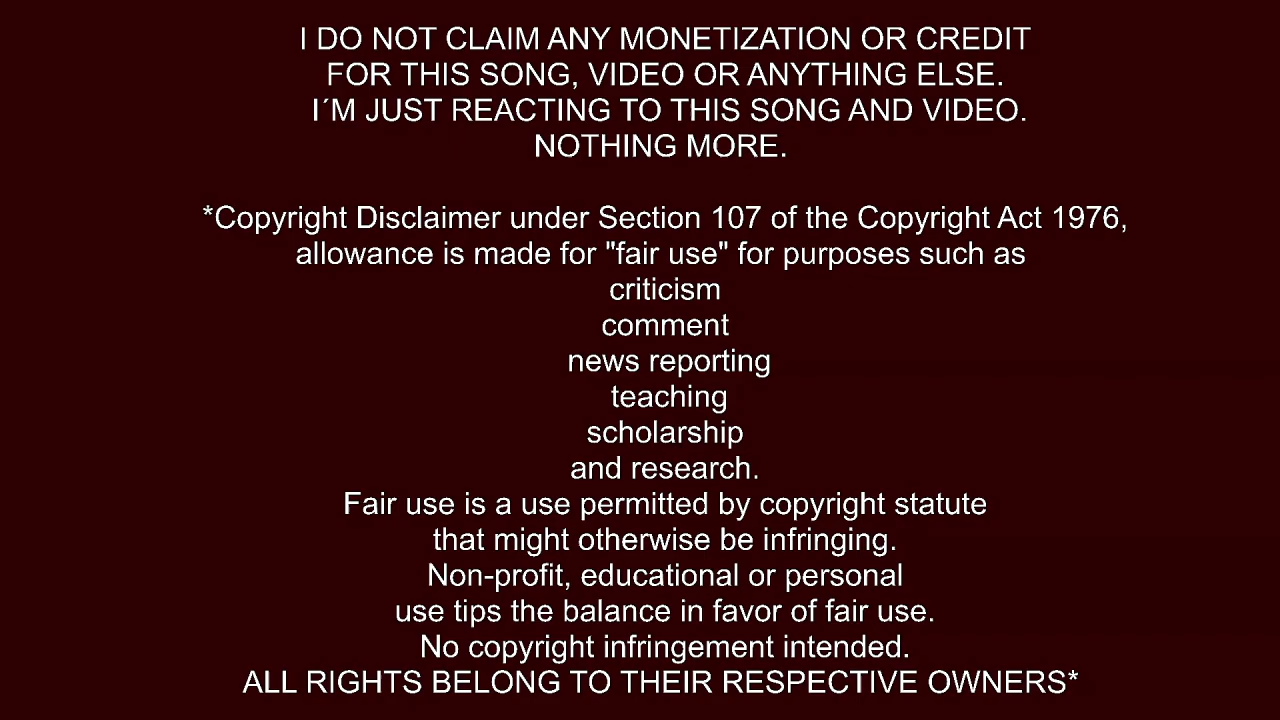 I DO NOT CLAIM ANY MONETIZATION OR CREDIT
FOR THIS SONG, VIDEO OR ANYTHING ELSE.
I´M JUST REACTING TO THIS SONG AND VIDEO.
NOTHING MORE.
*Copyright Disclaimer under Section 107 of the Copyright Act 1976,
allowance is made for "fair use" for purposes such as
criticism
comment
news reporting
teaching
scholarship
and research.
Fair use is a use permitted by copyright statute
that might otherwise be infringing.
Non-profit, educational or personal
use tips the balance in favor of fair use.
No copyright infringement intended.
ALL RIGHTS BELONG TO THEIR RESPECTIVE OWNERS*